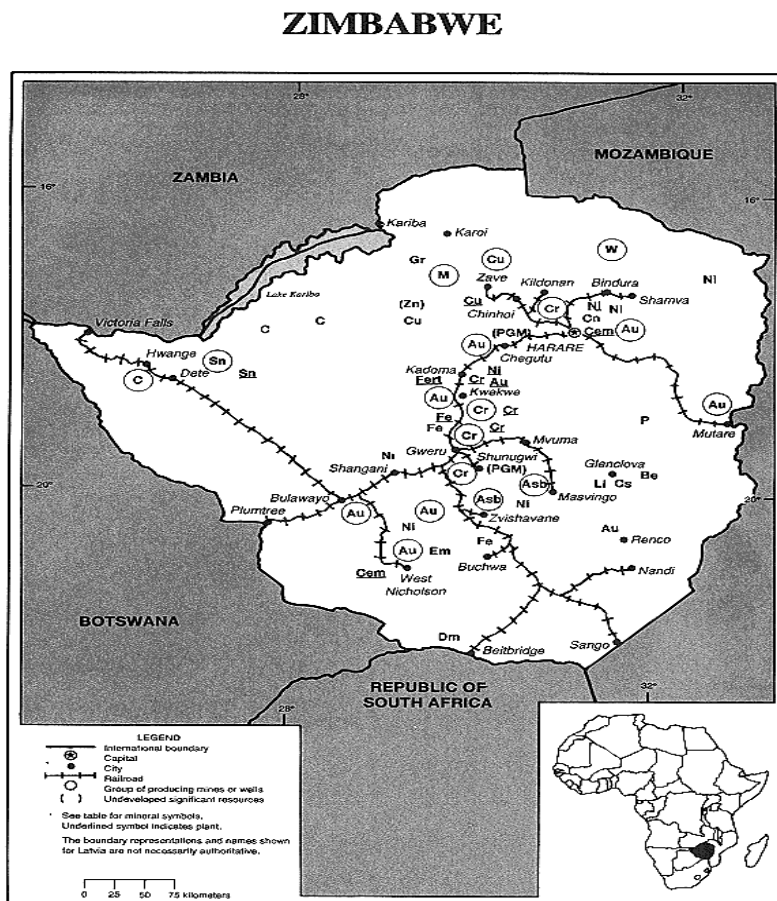 ZIMBABWE
28°
32°
MOZAMBIQUE
ZAMBIA
16°
16°
Kariba
Karoi
Gr
Cu
W
M
Zave
Kildonan
Bindura
NI
Lake Kariba
(Zn)
Cu
Chinhoi
Cr
Ni
NI
Shamva
C
C
Cu
(PGM)
Cn
Cem
Au
Victoria Falls
Au
HARARE
Chegutu
Hwange
Sn
Sn
Kadoma
Ni
C
Dete
Fert
Cr
Au
Au
Kwekwe
Au
Fe
Cr
Cr
P
Mutare
Fe
Cr
Cr
Gweru
Mvuma
Ni
Shunugwi
Glenclova
Shangani
Cr
(PGM)
Asb
Li
Cs
Be
20°
20°
Bulawayo
Asb
Ni
Masvingo
Plumtree
Au
Au
Zvishavane
Ni
Au
Au
Em
Fe
Renco
Cem
West
Nicholson
Buchwa
Nandi
BOTSWANA
Dm
Beitbridge
Sango
REPUBLIC OF
SOUTH AFRICA
28°
32°
LEGEND
International boundary
Capital
City
Railroad
Group of producing mines or wells
( ) Undeveloped significant resources
See table for mineral symbols.
Underlined symbol indicates plant.
The boundary representations and names shown
for Latvia are not necessarily authoritative.
0 25 50 75 kilometers